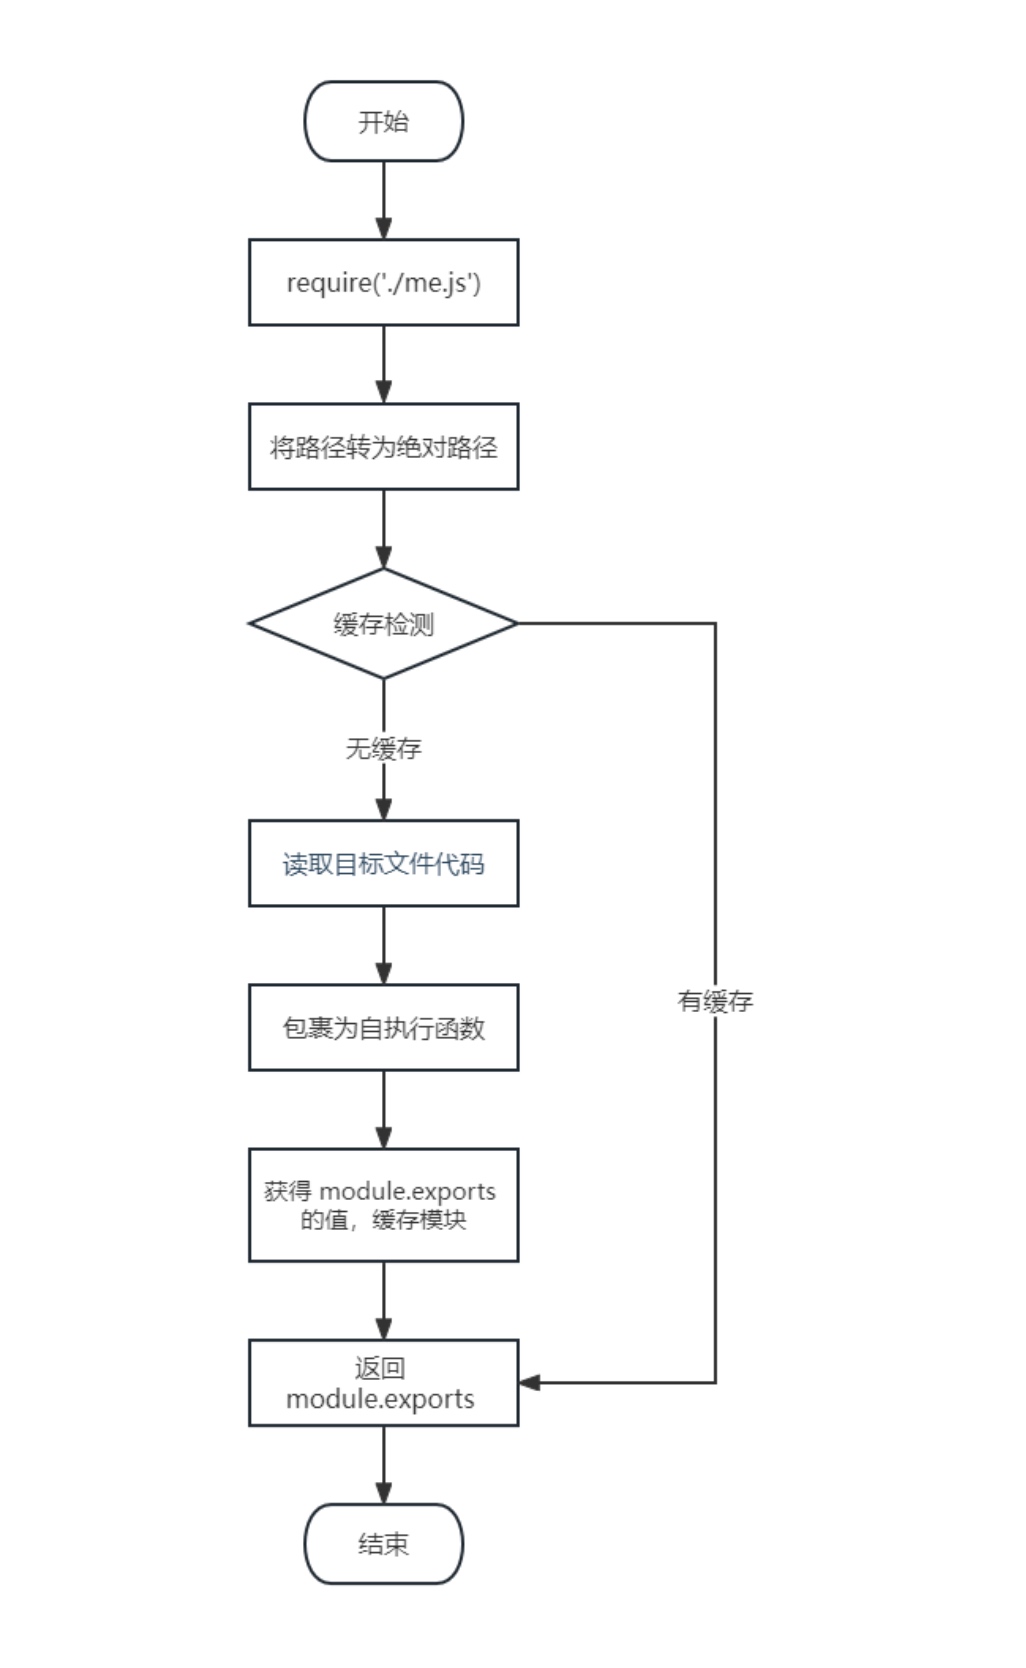 开始
require('./me.js')
将路径转为绝对路径
缓存检测
无缓存
读取目标文件代码
有缓存
包裹为自执行函数
获得 module.exports
的值，缓存模块
返回
module.exports
结束